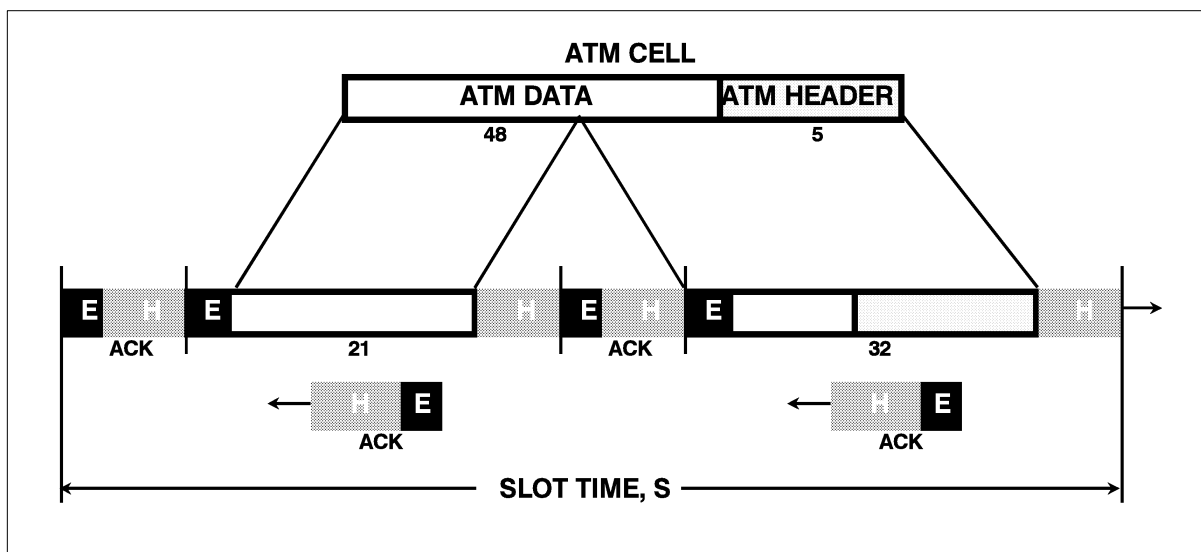 ATM CELL
ATM DATA ATM HEADER
48 5
E H E H E H E H
ACK 21 ACK 32
H E H E
ACK ACK
SLOT TIME, S